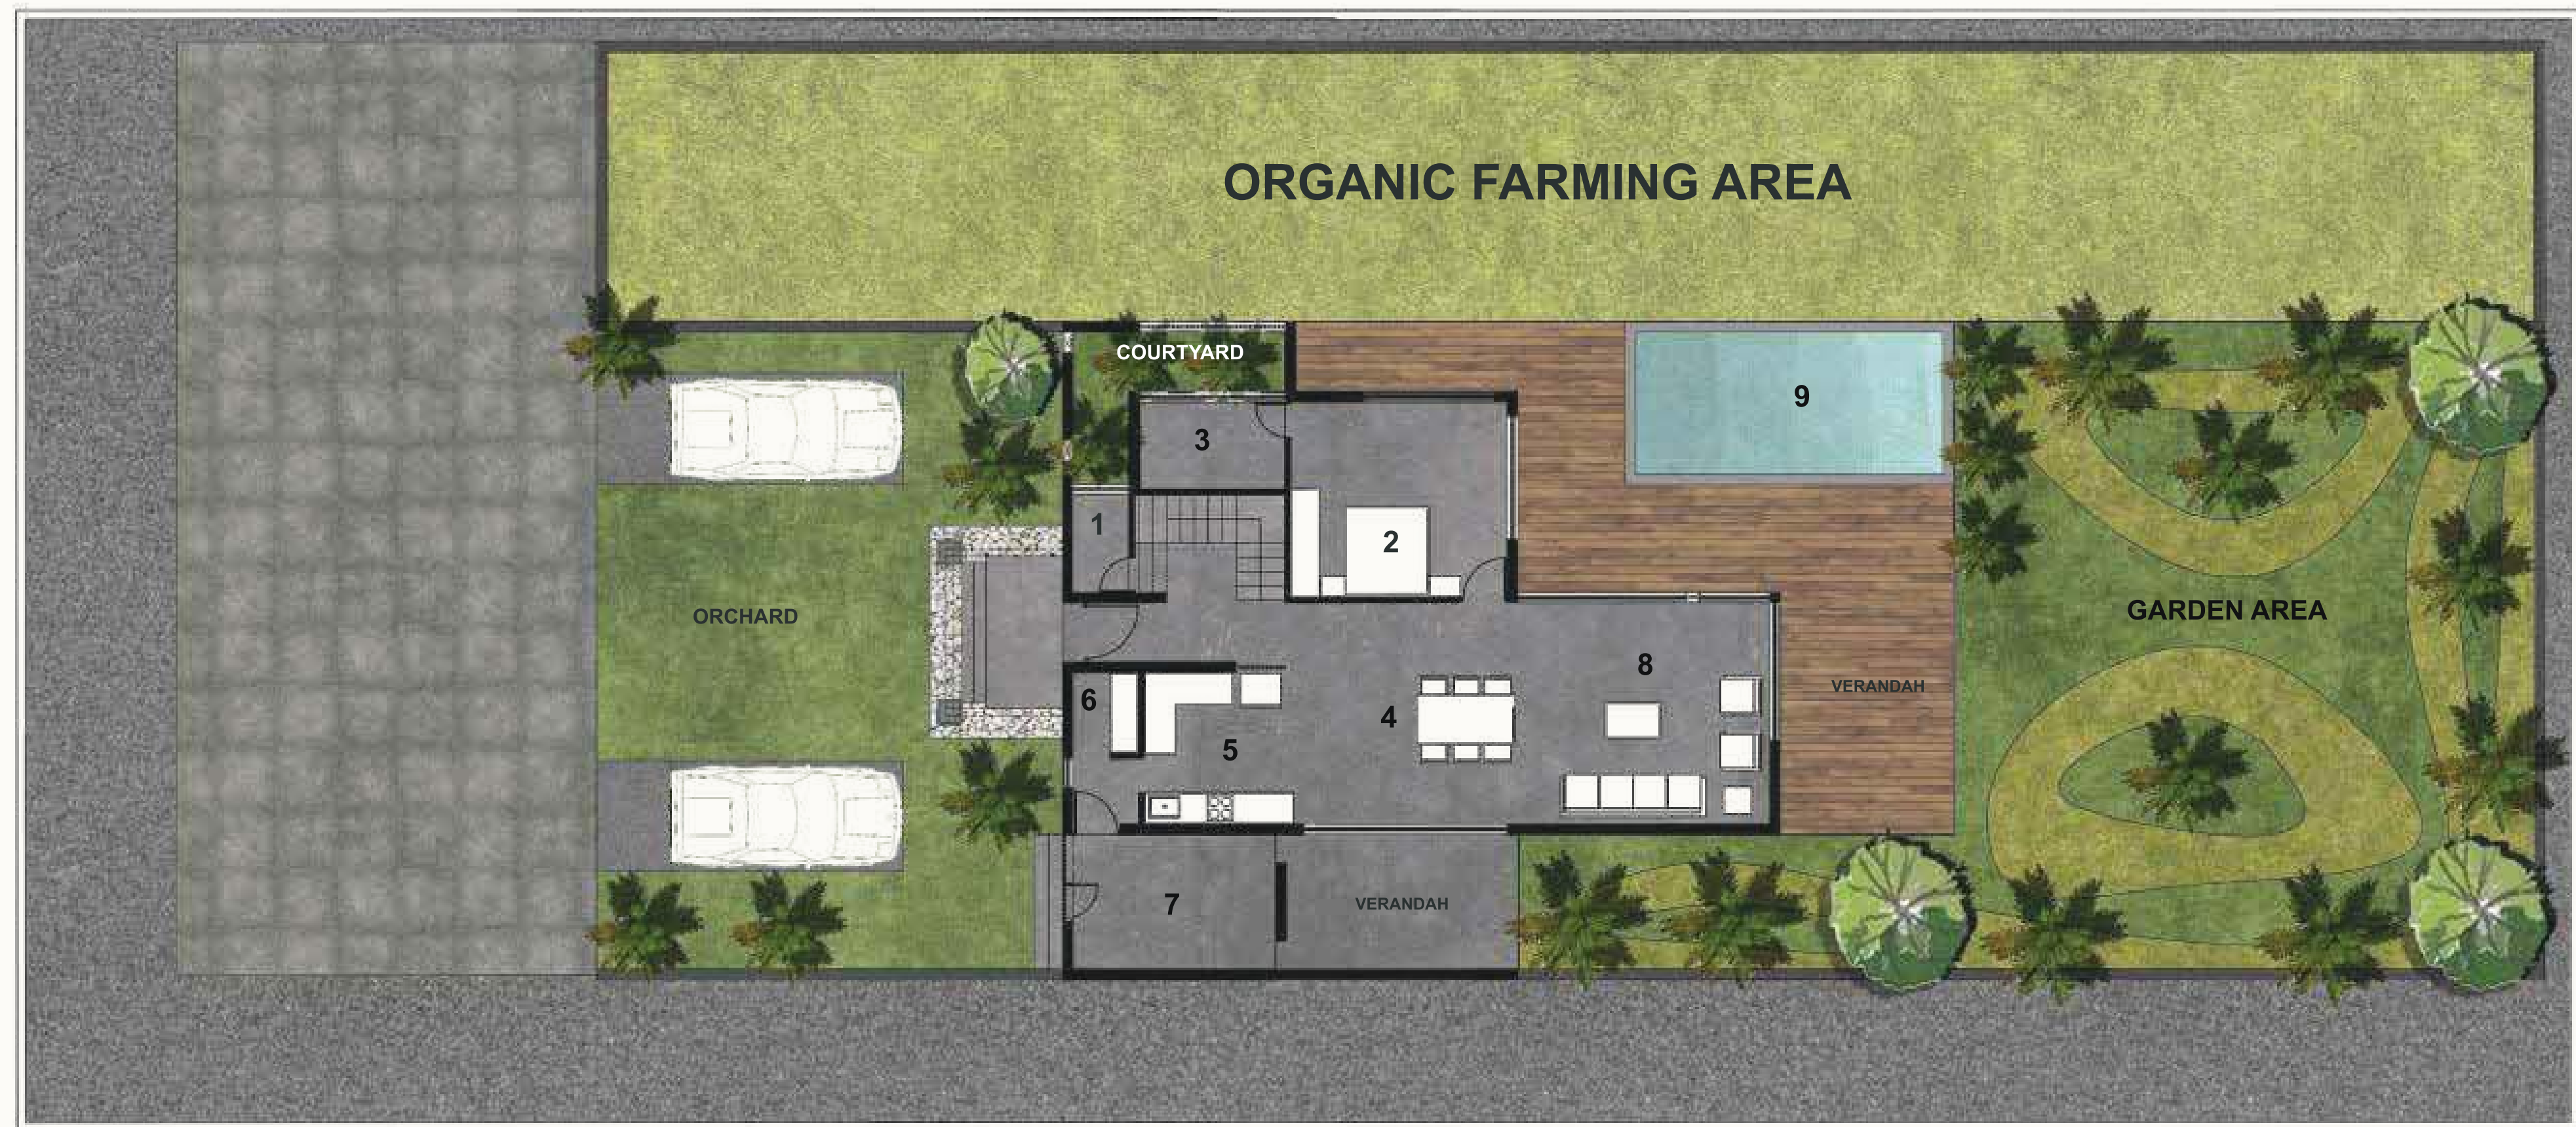 ORGANIC FARMING AREA
COURTYARD
9
3
1
2
ORCHARD
GARDEN AREA
8
VERANDAH
6
4
5
7
VERANDAH